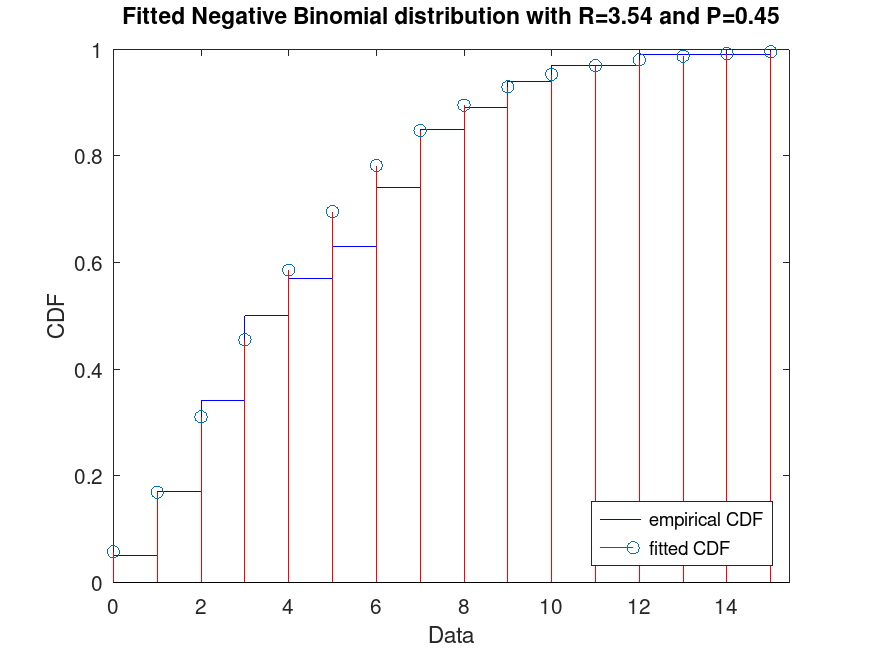 Fitted Negative Binomial distribution with R=3.54 and P=0.45
1
0.8
0.6
0.4
0.2
0
CDF
empirical CDF
fitted CDF
0 2 4 6 8 10 12 14
Data